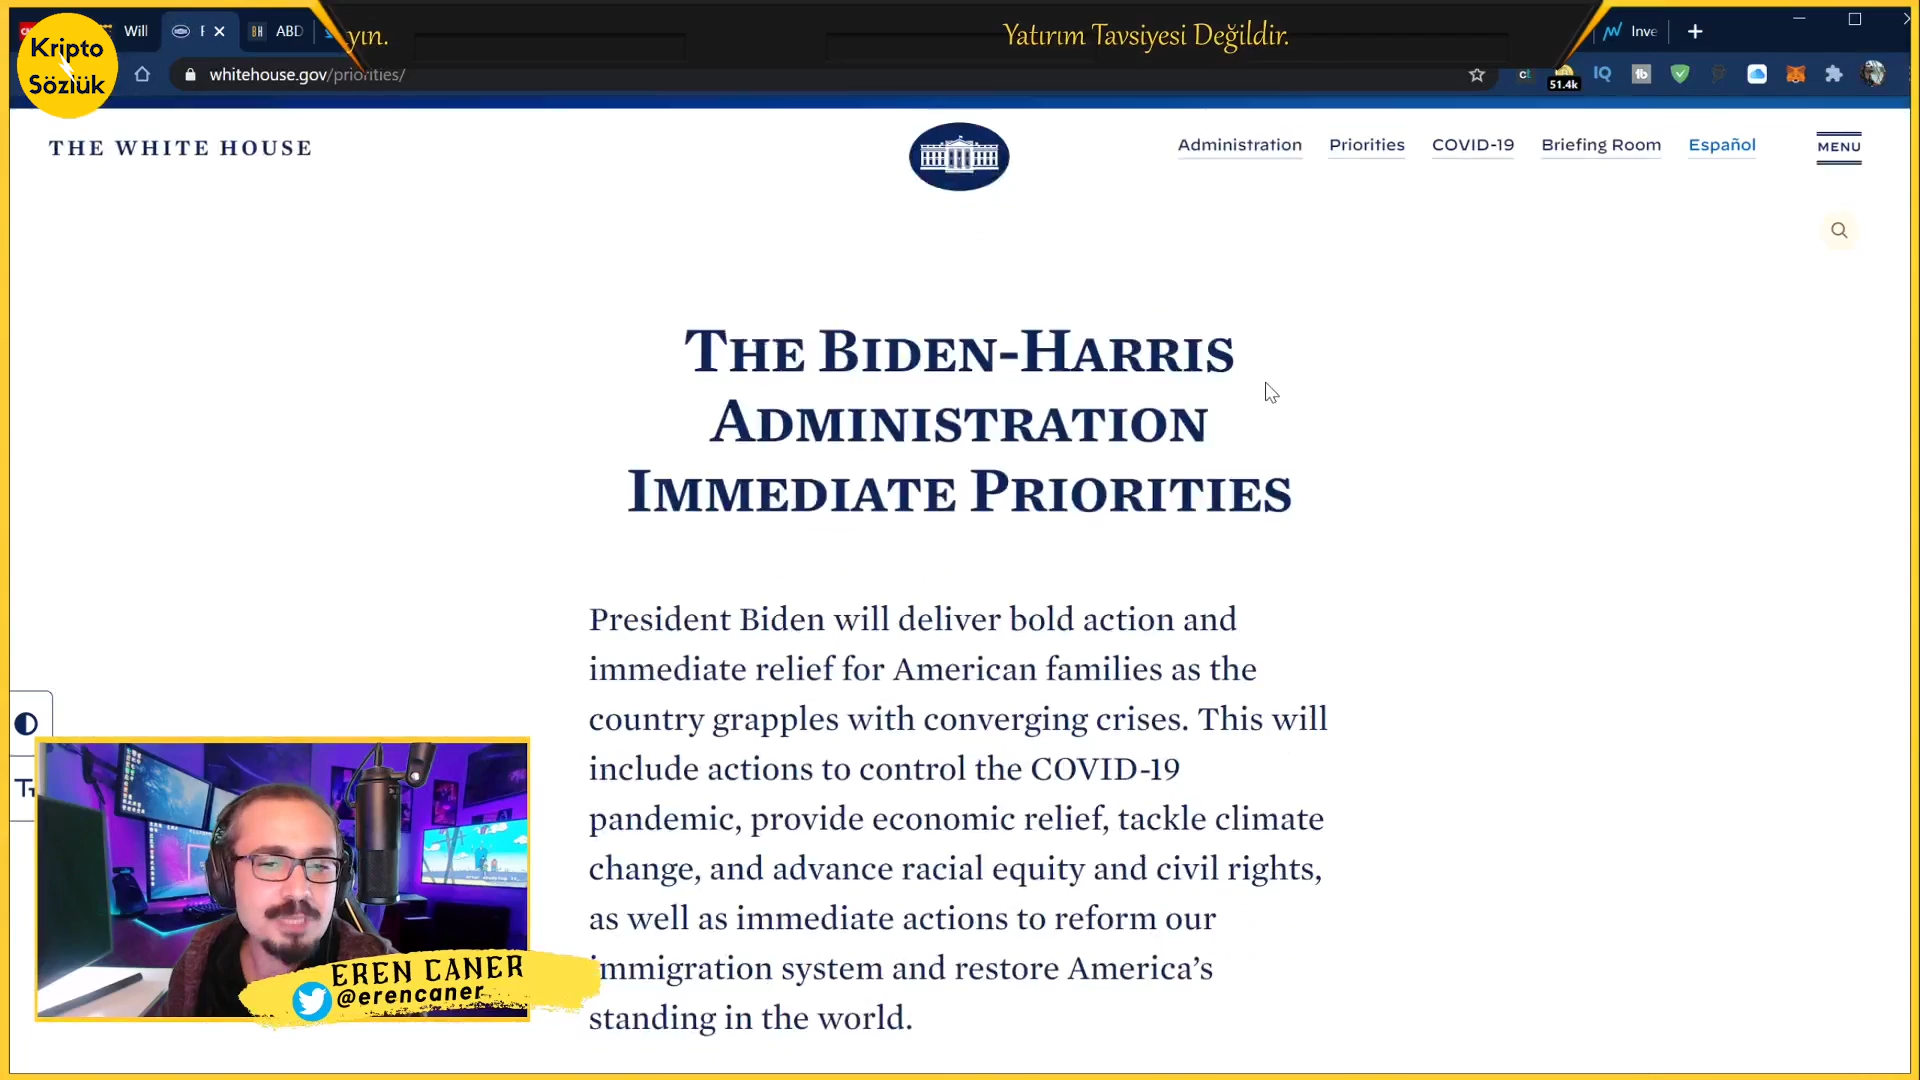 Kripto
Sözlük
Will
ABD
yın.
Yatırım Tavsiyesi Değildir.
Inve
whitehouse.gov/priorities/
IQ
51.4k
THE WHITE HOUSE
Administration
Priorities
COVID-19
Briefing Room
Español
MENU
THE BIDEN-HARRIS
ADMINISTRATION
IMMEDIATE PRIORITIES
President Biden will deliver bold action and
immediate relief for American families as the
country grapples with converging crises. This will
include actions to control the COVID-19
pandemic, provide economic relief, tackle climate
change, and advance racial equity and civil rights,
as well as immediate actions to reform our
immigration system and restore America’s
standing in the world.
EREN CANER
@erencaner